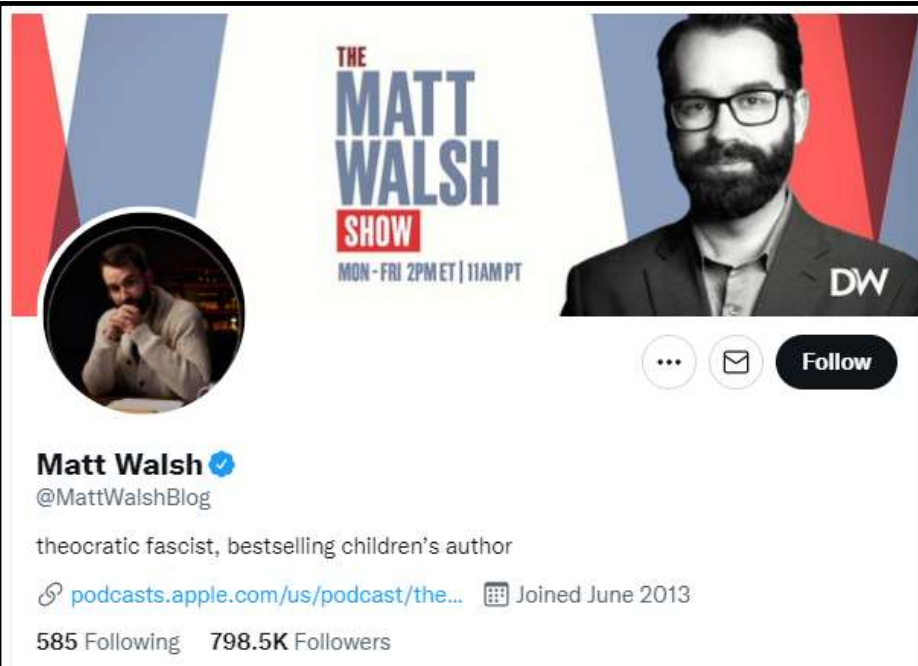 THE
MATT
WALSH
SHOW
MON - FRI 2PM ET | 11AM PT
DW
Follow
Matt Walsh
@MattWalshBlog
theocratic fascist, bestselling children's author
podcasts.apple.com/us/podcast/the... Joined June 2013
585 Following 798.5K Followers